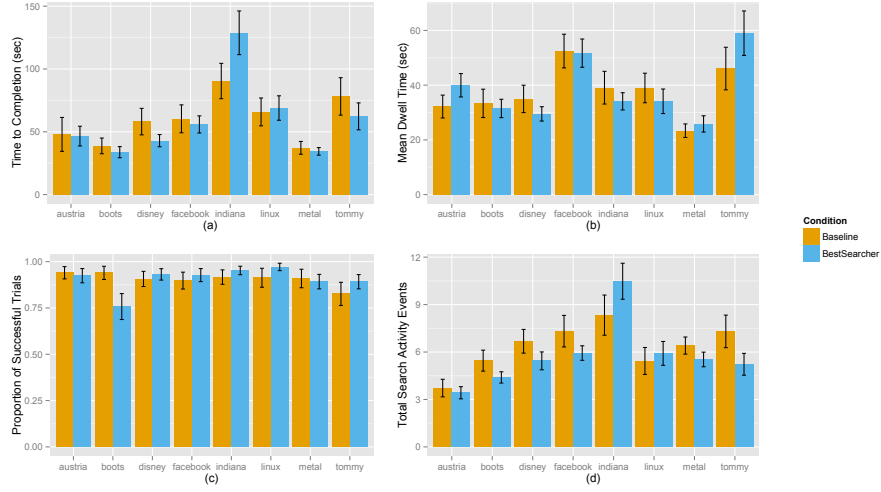 Time to Completion (sec)
150
100
50
0
austria boots disney facebook indiana linux metal tommy
(a)
Mean Dwell Time (sec)
60
40
20
0
austria boots disney facebook indiana linux metal tommy
(b)
Condition
Baseline
BestSearcher
Proportion of Successful Trials
1.00
0.75
0.50
0.25
0.00
austria boots disney facebook indiana linux metal tommy
(c)
Total Search Activity Events
12
9
6
3
0
austria boots disney facebook indiana linux metal tommy
(d)